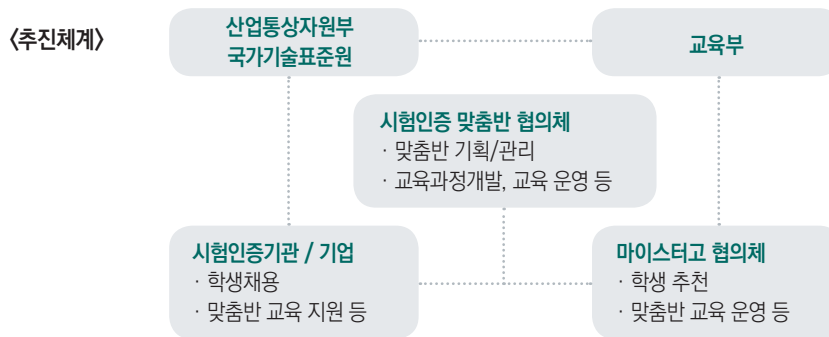 〈추진체계〉
산업통상자원부
국가기술표준원
교육부
시험인증 맞춤반 협의체
· 맞춤반 기획/관리
· 교육과정개발, 교육 운영 등
시험인증기관 / 기업
· 학생채용
· 맞춤반 교육 지원 등
마이스터고 협의체
· 학생 추천
· 맞춤반 교육 운영 등